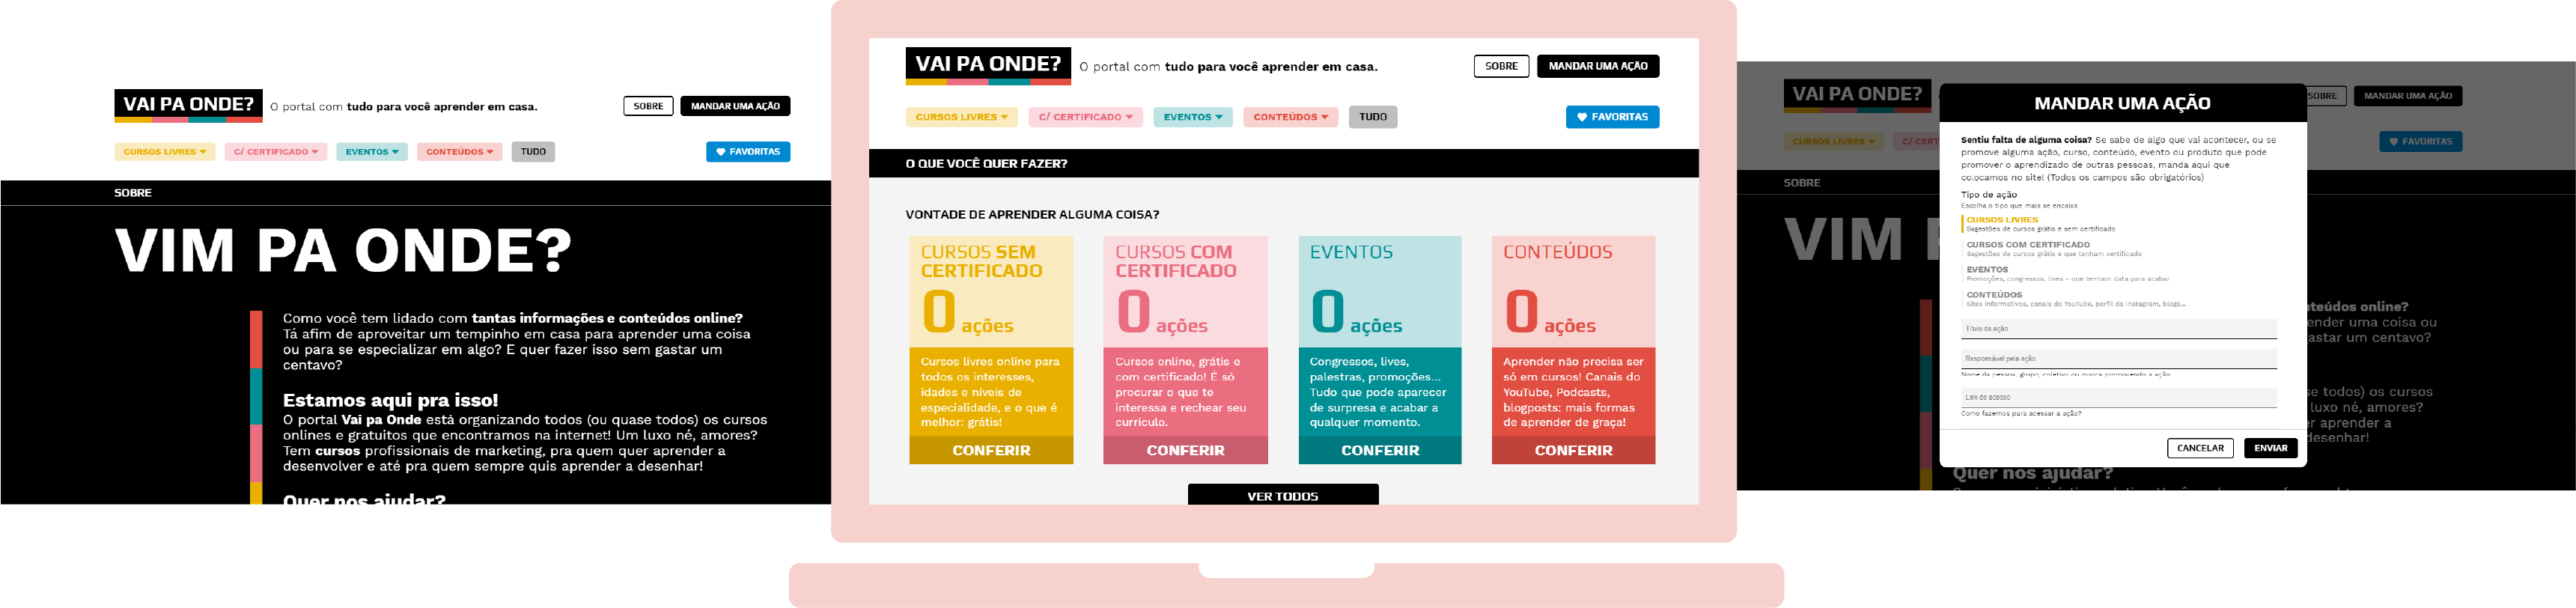 VAI PA ONDE?
O portal com tudo para você aprender em casa.
SOBRE
MANDAR UMA AÇÃO
CURSOS LIVRES
C/ CERTIFICADO
EVENTOS
CONTEÚDOS
TUDO
FAVORITAS
SOBRE
VIM PA ONDE?
Como você tem lidado com tantas informações e conteúdos online?
Tá afim de aproveitar um tempinho em casa para aprender uma coisa
ou para se especializar em algo? E quer fazer isso sem gastar um
centavo?
Estamos aqui pra isso!
O portal Vai pa Onde está organizando todos (ou quase todos) os cursos
onlines e gratuitos que encontramos na internet! Um luxo né, amores?
Tem cursos profissionais de marketing, pra quem quer aprender a
desenvolver e até pra quem sempre quis aprender a desenhar!
Quer nos ajudar?
VAI PA ONDE?
O portal com tudo para você aprender em casa.
SOBRE
MANDAR UMA AÇÃO
CURSOS LIVRES
C/ CERTIFICADO
EVENTOS
CONTEÚDOS
TUDO
FAVORITAS
O QUE VOCÊ QUER FAZER?
VONTADE DE APRENDER ALGUMA COISA?
CURSOS SEM
CERTIFICADO
0 ações
Cursos livres online para
todos os interesses,
idades e níveis de
especialidade, e o que é
melhor: grátis!
CONFERIR
CURSOS COM
CERTIFICADO
0 ações
Cursos online, grátis e
com certificado! É só
procurar o que te
interessa e rechear seu
currículo.
CONFERIR
EVENTOS
0 ações
Congressos, lives,
palestras, promoções...
Tudo que pode aparecer
de surpresa e acabar a
qualquer momento.
CONFERIR
CONTEÚDOS
0 ações
Aprender não precisa ser
só em cursos! Canais do
YouTube, Podcasts,
blogposts: mais formas
de aprender de graça!
CONFERIR
VER TODOS
VAI PA ONDE?
SOBRE
MANDAR UMA AÇÃO
CURSOS LIVRES
C/ CERT
FAVORITAS
SOBRE
VIM P
MANDAR UMA AÇÃO
Sentiu falta de alguma coisa? Se sabe de algo que vai acontecer, ou se
promove alguma ação, curso, conteúdo, evento ou produto que pode
promover o aprendizado de outras pessoas, manda aqui que
colocamos no site! (Todos os campos são obrigatórios)
Tipo de ação
Escolha o tipo que mais se encaixa
CURSOS LIVRES
Sugestões de cursos grátis e sem certificado
CURSOS COM CERTIFICADO
Sugestões de cursos grátis e que tenham certificado
EVENTOS
Promoções, congressos, lives - que tenham data para acabar
CONTEÚDOS
Sites informativos, canais do YouTube, perfil do Instagram, blogs...
Título da ação
Responsável pela ação
Nome da pessoa, grupo, coletivo ou marca promovendo a ação
Link de acesso
Como fazemos para acessar a ação?
CANCELAR
ENVIAR
teúdos online?
ender uma coisa ou
astar um centavo?
se todos) os cursos
luxo né, amores?
er aprender a
desenhar!
Quer nos ajudar?